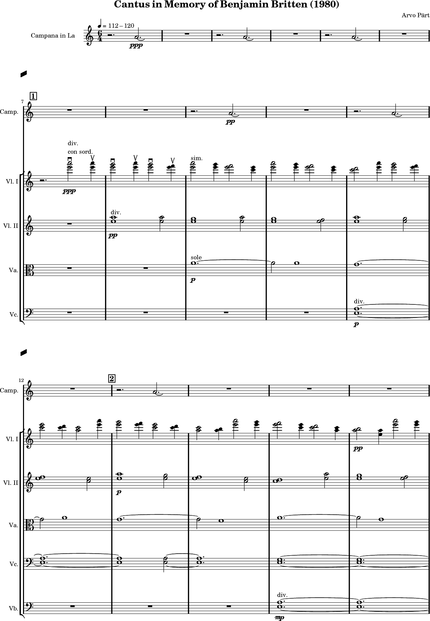 Cantus in Memory of Benjamin Britten (1980)
Arvo Pärt
= 112–120
Campana in La
6
4
ppp
7
1
Camp.
pp
div.
con sord.
sim.
Vl. I
ppp
div.
Vl. II
pp
sole
Va.
p
div.
Vc.
p
12
2
Camp.
Vl. I
pp
Vl. II
p
Va.
Vc.
div.
Vb.
mp